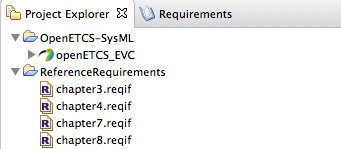 Project Explorer Requirements
OpenETCS-SysML
openETCS_EVC
ReferenceRequirements
chapter3.reqif
chapter4.reqif
chapter7.reqif
chapter8.reqif